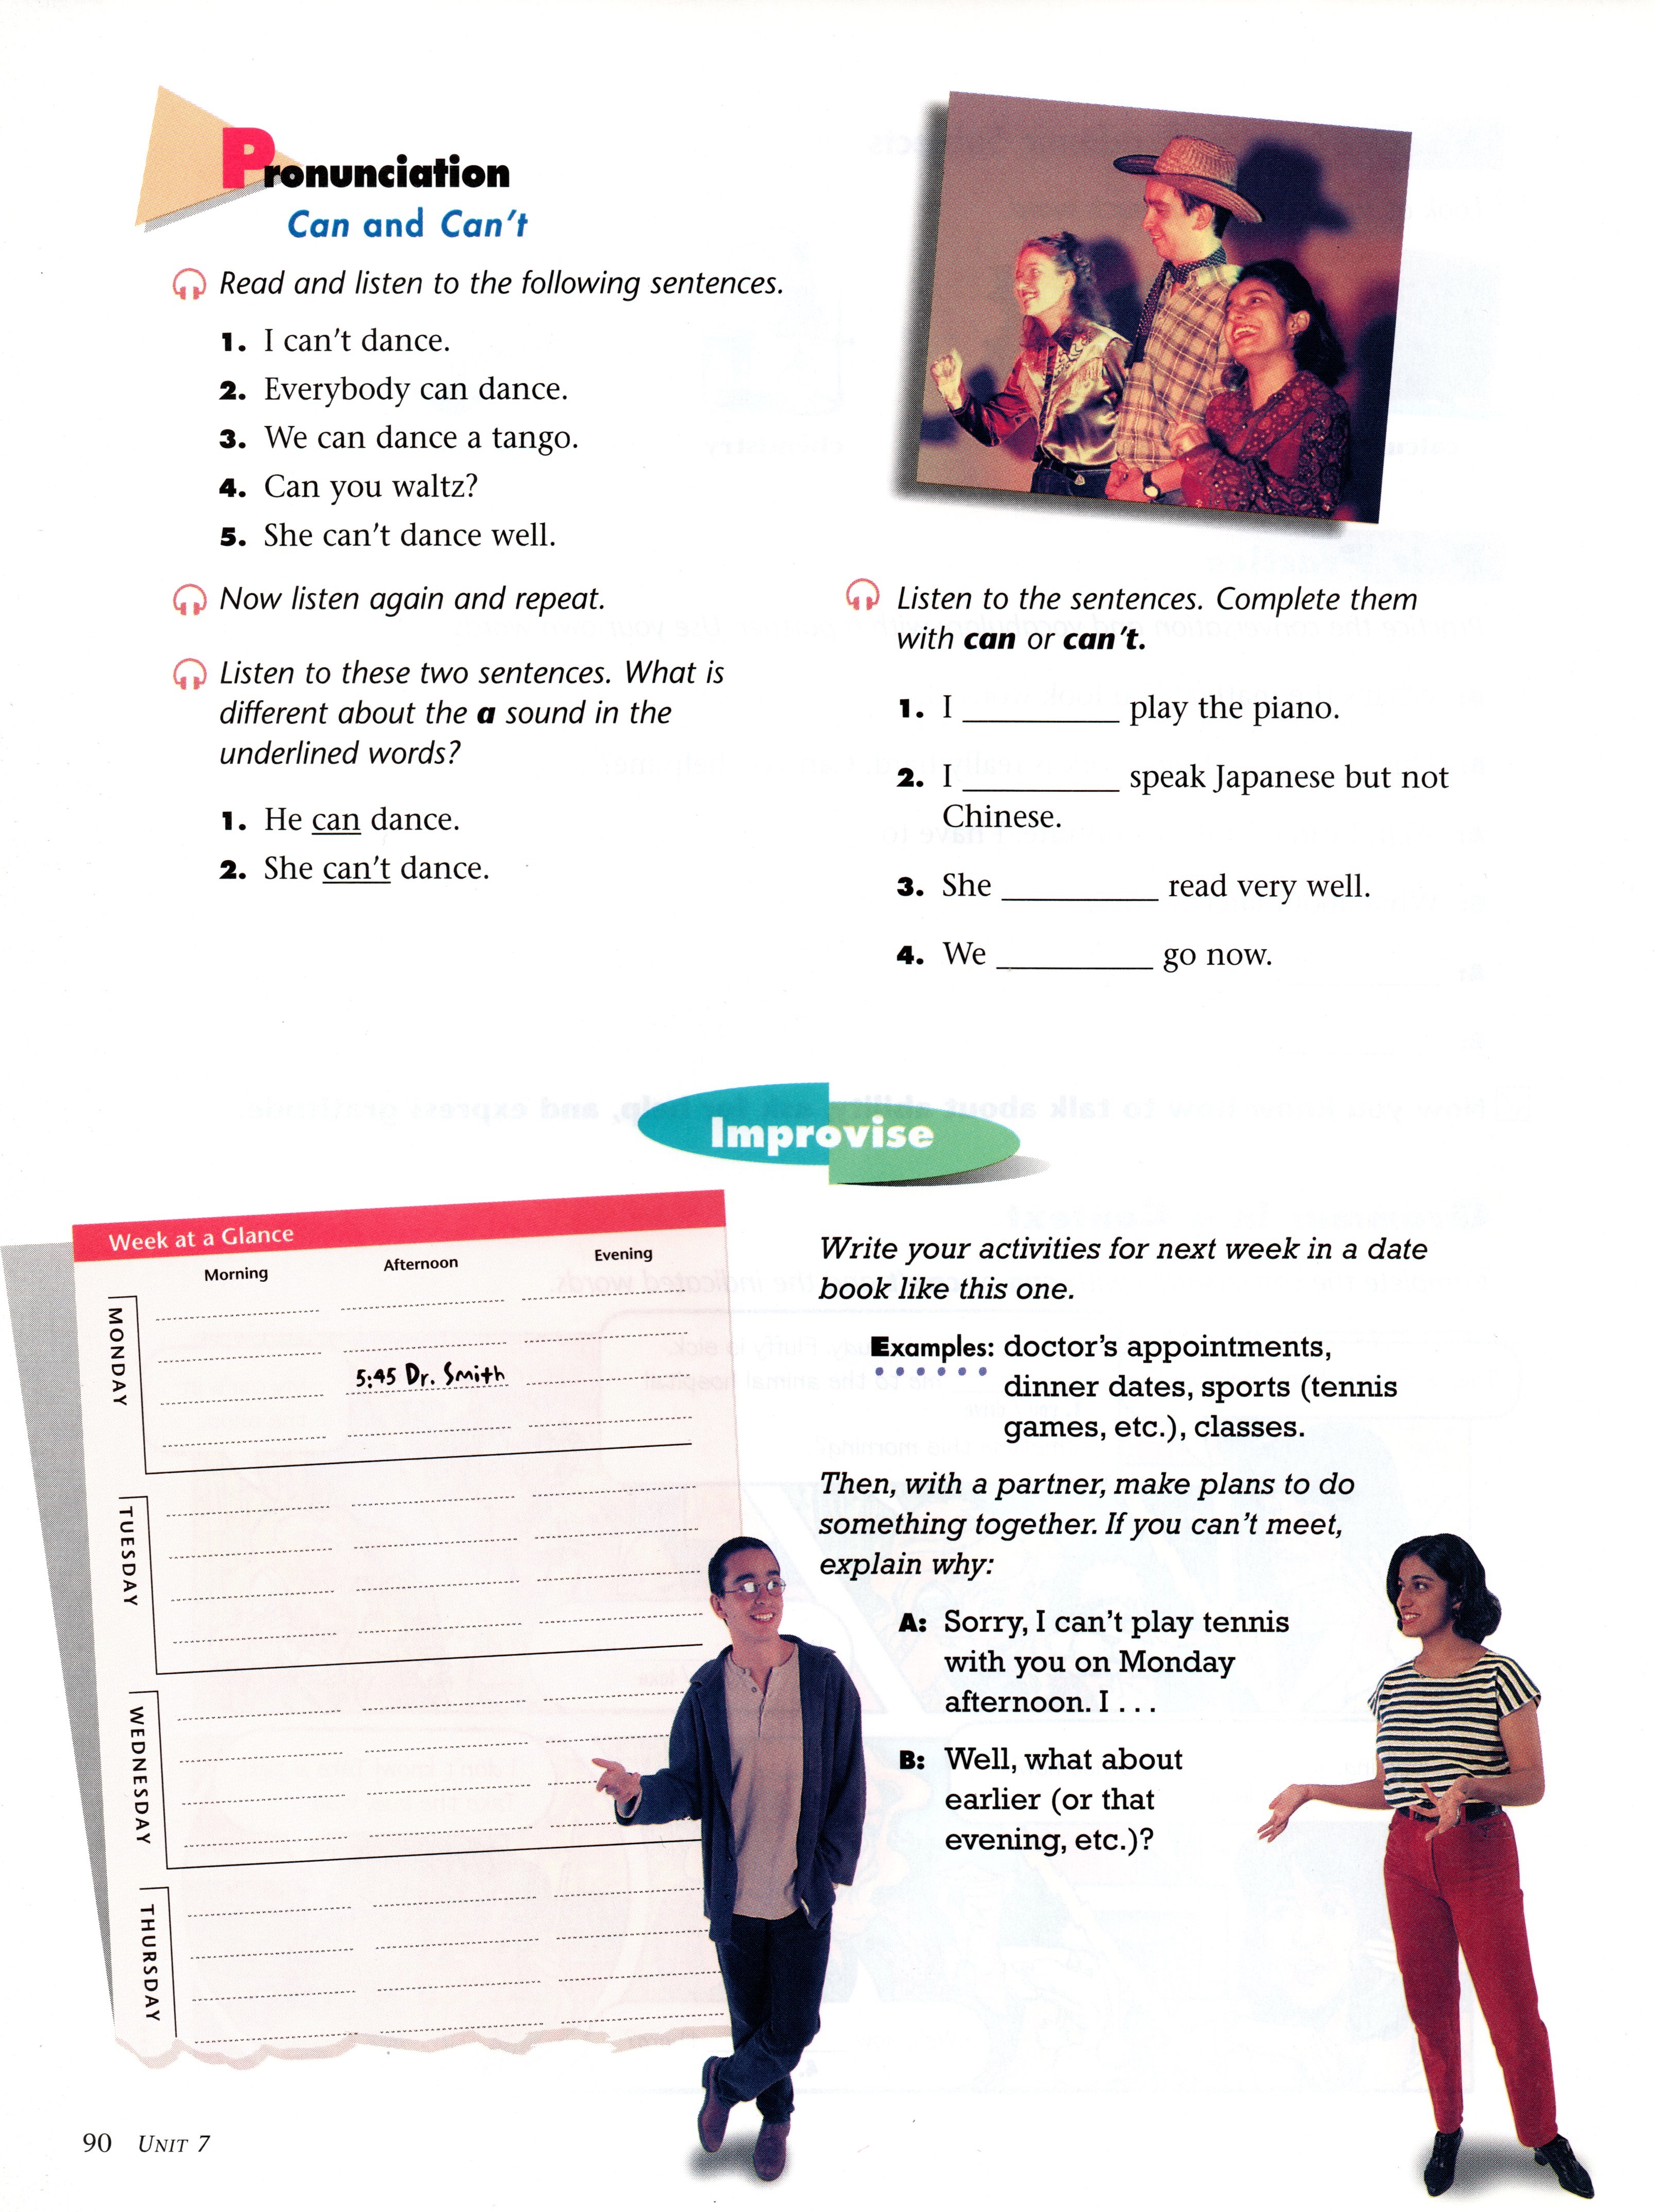 Pronunciation
Can and Can't
Read and listen to the following sentences.
1. I can't dance.
2. Everybody can dance.
3. We can dance a tango.
4. Can you waltz?
5. She can't dance well.
Now listen again and repeat.
Listen to these two sentences. What is
different about the a sound in the
underlined words?
1. He can dance.
2. She can't dance.
Listen to the sentences. Complete them
with can or can't.
1. I __________ play the piano.
2. I __________ speak Japanese but not
Chinese.
3. She __________ read very well.
4. We __________ go now.
Improvise
Week at a Glance
Morning Afternoon Evening
MONDAY
5:45 Dr. Smith
TUESDAY
WEDNESDAY
THURSDAY
Write your activities for next week in a date
book like this one.
Examples: doctor's appointments,
dinner dates, sports (tennis
games, etc.), classes.
Then, with a partner, make plans to do
something together. If you can't meet,
explain why:
A: Sorry, I can't play tennis
with you on Monday
afternoon. I . . .
B: Well, what about
earlier (or that
evening, etc.)?
90 UNIT 7